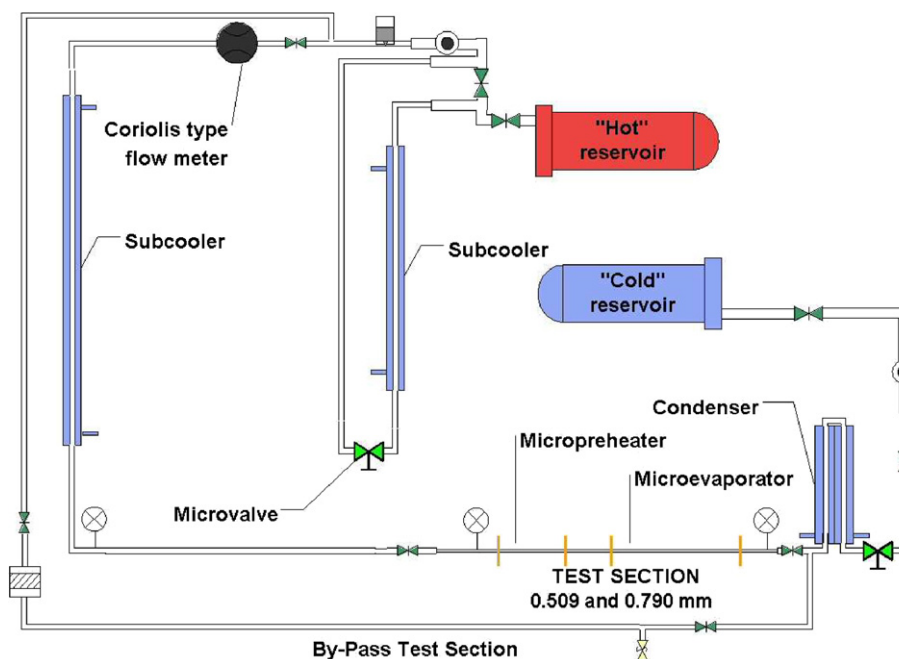 Coriolis type
flow meter
"Hot"
reservoir
Subcooler
Subcooler
"Cold"
reservoir
Condenser
Micropreheater
Microevaporator
Microvalve
TEST SECTION
0.509 and 0.790 mm
By-Pass Test Section